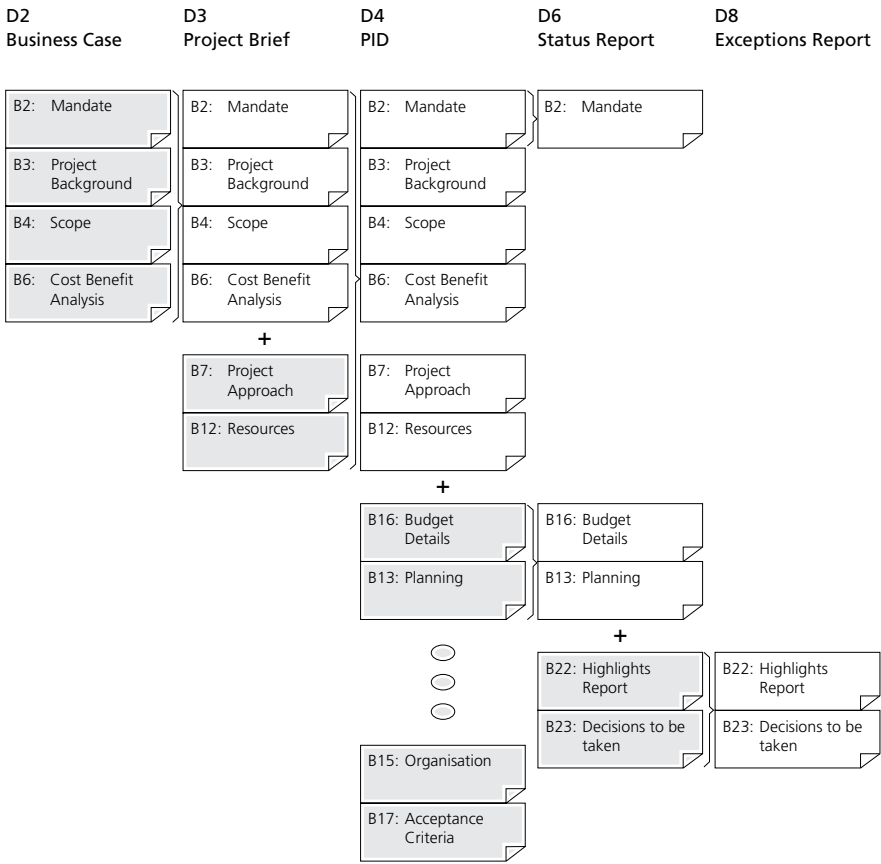 D2
Business Case
D3
Project Brief
D4
PID
D6
Status Report
D8
Exceptions Report
B2: Mandate
B3: Project
Background
B4: Scope
B6: Cost Benefit
Analysis
B2: Mandate
B3: Project
Background
B4: Scope
B6: Cost Benefit
Analysis
+
B7: Project
Approach
B12: Resources
B2: Mandate
B3: Project
Background
B4: Scope
B6: Cost Benefit
Analysis
B7: Project
Approach
B12: Resources
+
B16: Budget
Details
B13: Planning
B15: Organisation
B17: Acceptance
Criteria
B2: Mandate
B16: Budget
Details
B13: Planning
+
B22: Highlights
Report
B23: Decisions to be
taken
B22: Highlights
Report
B23: Decisions to be
taken